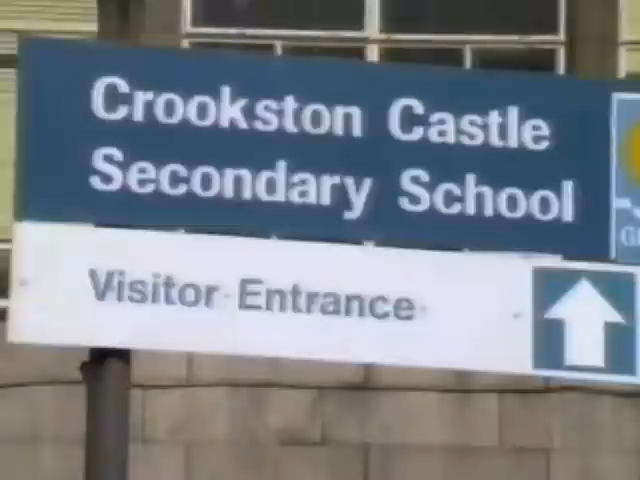 Crookston Castle
Secondary School
Visitor Entrance